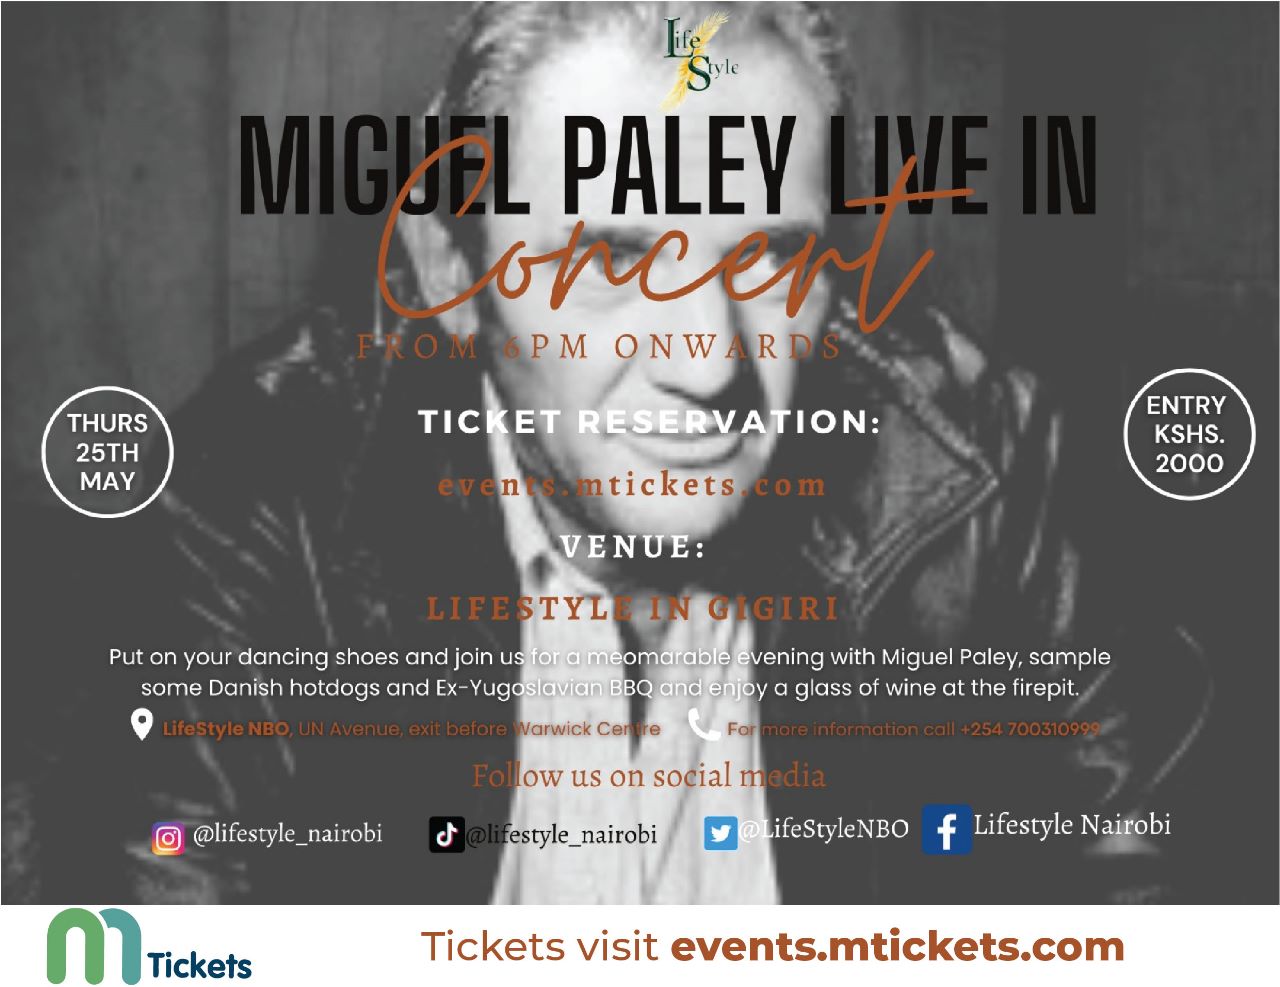 Life
Style
MIGUEL PALEY LIVE IN
Concert
FROM 6PM ONWARDS
THURS
25TH
MAY
ENTRY
KSHS.
2000
TICKET RESERVATION:
events.mtickets.com
VENUE:
LIFESTYLE IN GIGIRI
Put on your dancing shoes and join us for a meomarable evening with Miguel Paley, sample
some Danish hotdogs and Ex-Yugoslavian BBQ and enjoy a glass of wine at the firepit.
LifeStyle NBO, UN Avenue, exit before Warwick Centre For more information call +254 700310999
Follow us on social media
@lifestyle_nairobi @lifestyle_nairobi @LifeStyleNBO Lifestyle Nairobi
m Tickets Tickets visit events.mtickets.com